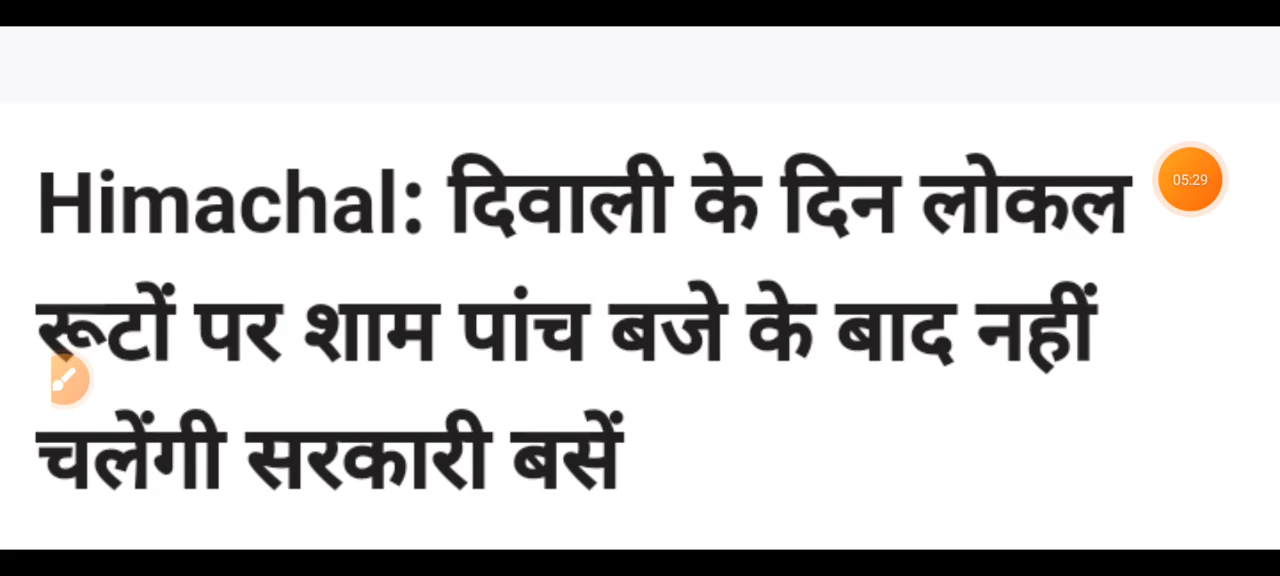 Himachal: दिवाली के दिन लोकल
05:29
रूटों पर शाम पांच बजे के बाद नहीं
चलेंगी सरकारी बसें